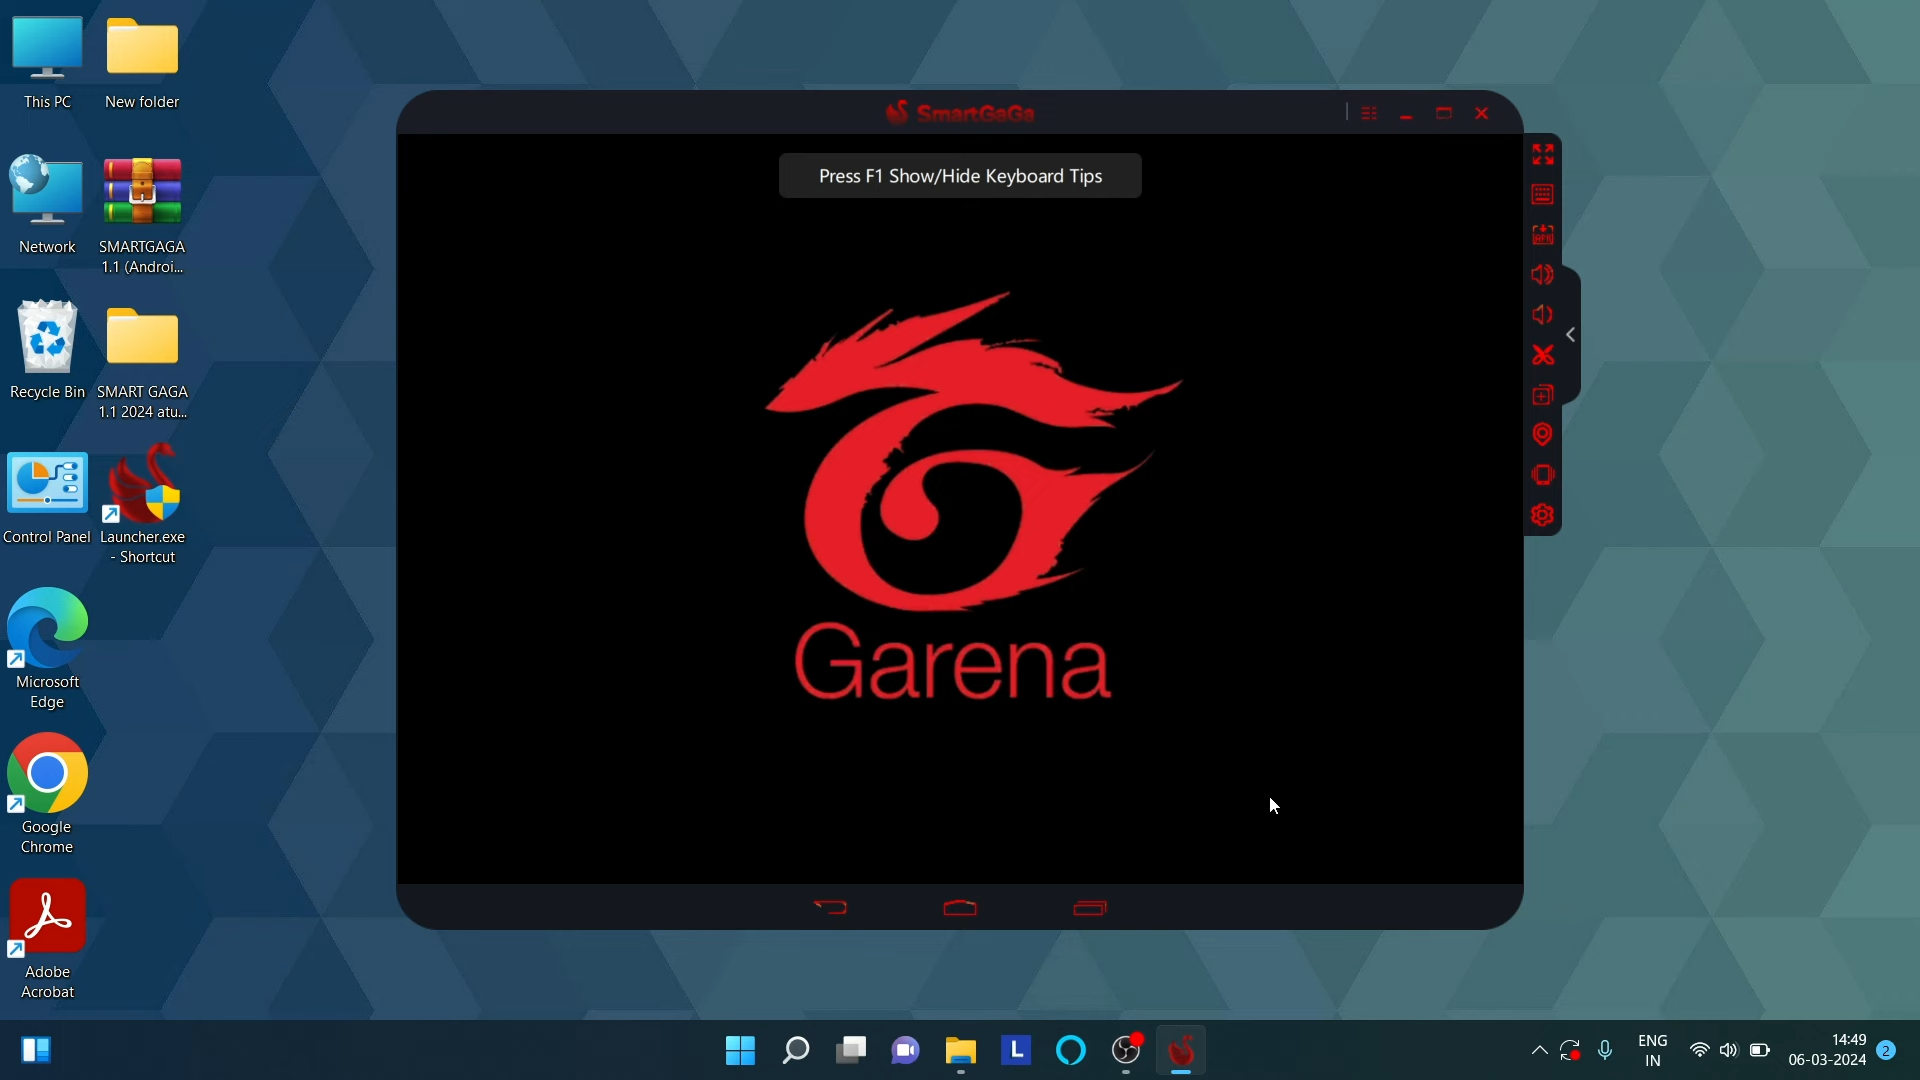 This PC
New folder
Network
SMARTGAGA
1.1 (Androi...
Recycle Bin
SMART GAGA
1.1 2024 atu...
Control Panel
Launcher.exe
- Shortcut
Microsoft
Edge
Google
Chrome
Adobe
Acrobat
SmartGaGa
Press F1 Show/Hide Keyboard Tips
Garena
APK
L
ENG
IN
14:49
06-03-2024
2